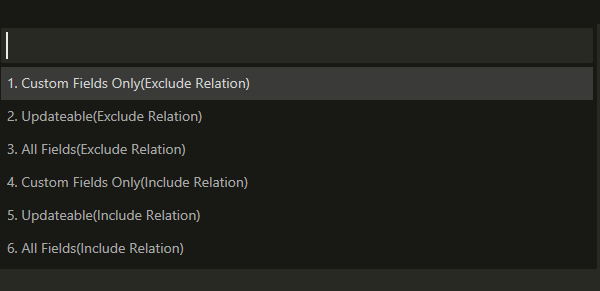 1. Custom Fields Only(Exclude Relation)
2. Updateable(Exclude Relation)
3. All Fields(Exclude Relation)
4. Custom Fields Only(Include Relation)
5. Updateable(Include Relation)
6. All Fields(Include Relation)